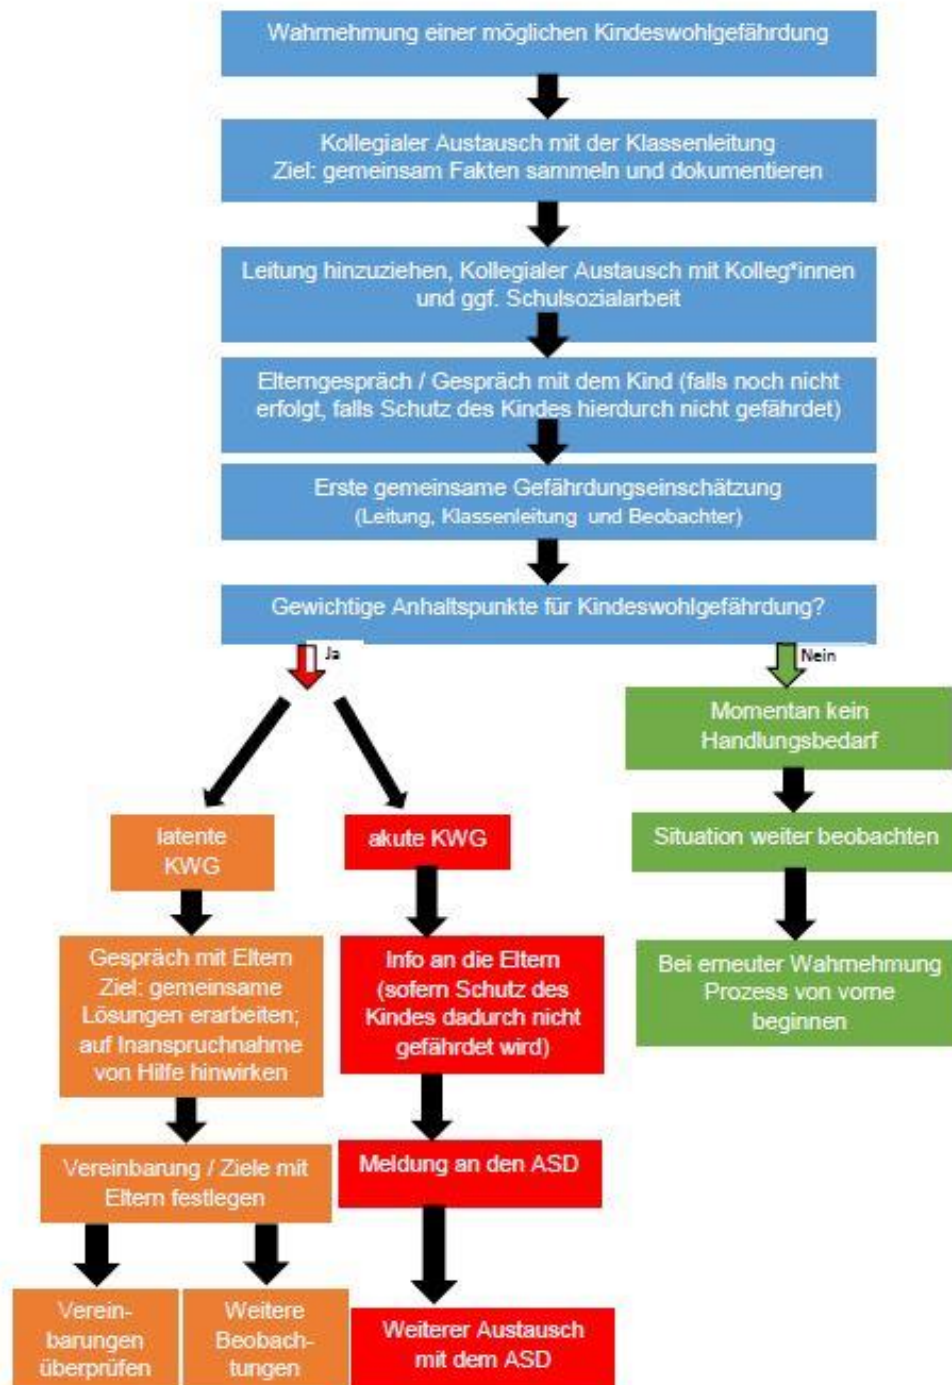 Wahrnehmung einer möglichen Kindeswohlgefährdung
Kollegialer Austausch mit der Klassenleitung
Ziel: gemeinsam Fakten sammeln und dokumentieren
Leitung hinzuziehen, Kollegialer Austausch mit Kolleg*innen
und ggf. Schulsozialarbeit
Elterngespräch / Gespräch mit dem Kind (falls noch nicht
erfolgt, falls Schutz des Kindes hierdurch nicht gefährdet)
Erste gemeinsame Gefährdungseinschätzung
(Leitung, Klassenleitung und Beobachter)
Gewichtige Anhaltspunkte für Kindeswohlgefährdung?
Ja
latente
KWG
Gespräch mit Eltern
Ziel: gemeinsame
Lösungen erarbeiten;
auf Inanspruchnahme
von Hilfe hinwirken
Vereinbarung / Ziele mit
Eltern festlegen
Verein-
barungen
überprüfen
Weitere
Beobach-
tungen
akute KWG
Info an die Eltern
(sofern Schutz des
Kindes dadurch nicht
gefährdet wird)
Meldung an den ASD
Weiterer Austausch
mit dem ASD
Nein
Momentan kein
Handlungsbedarf
Situation weiter beobachten
Bei erneuter Wahrnehmung
Prozess von vorne
beginnen